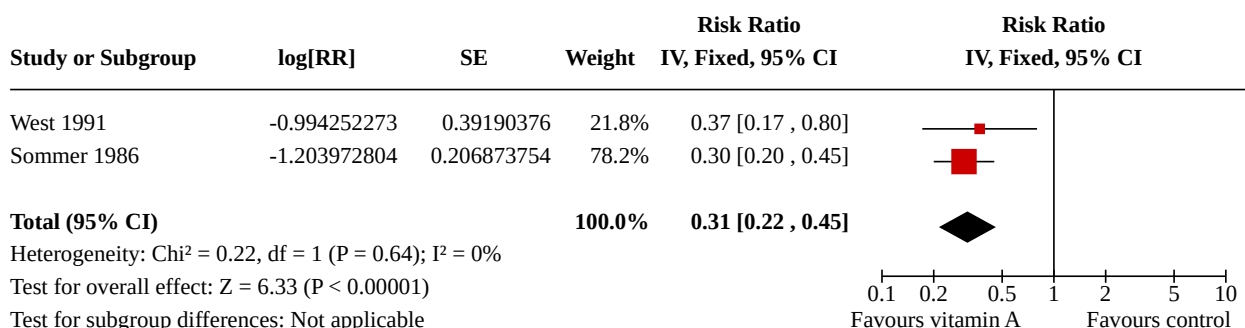 Risk Ratio Risk Ratio
Study or Subgroup log[RR] SE Weight IV, Fixed, 95% CI IV, Fixed, 95% CI
West 1991 -0.994252273 0.39190376 21.8% 0.37 [0.17 , 0.80]
Sommer 1986 -1.203972804 0.206873754 78.2% 0.30 [0.20 , 0.45]
Total (95% CI) 100.0% 0.31 [0.22 , 0.45]
Heterogeneity: Chi² = 0.22, df = 1 (P = 0.64); I² = 0%
Test for overall effect: Z = 6.33 (P < 0.00001)
0.1 0.2 0.5 1 2 5 10
Test for subgroup differences: Not applicable
Favours vitamin A Favours control